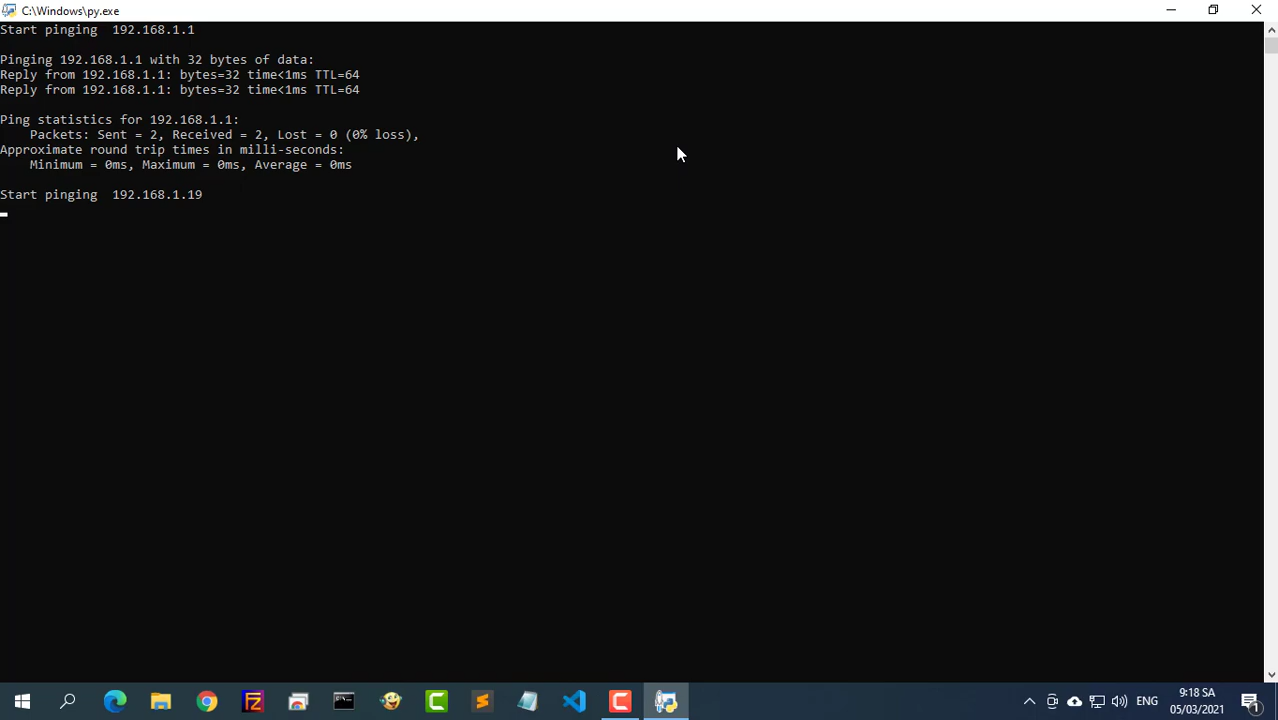 C:\Windows\py.exe
Start pinging  192.168.1.1
Pinging 192.168.1.1 with 32 bytes of data:
Reply from 192.168.1.1: bytes=32 time<1ms TTL=64
Reply from 192.168.1.1: bytes=32 time<1ms TTL=64
Ping statistics for 192.168.1.1:
    Packets: Sent = 2, Received = 2, Lost = 0 (0% loss),
Approximate round trip times in milli-seconds:
    Minimum = 0ms, Maximum = 0ms, Average = 0ms
Start pinging  192.168.1.19
ENG
9:18 SA
05/03/2021
1